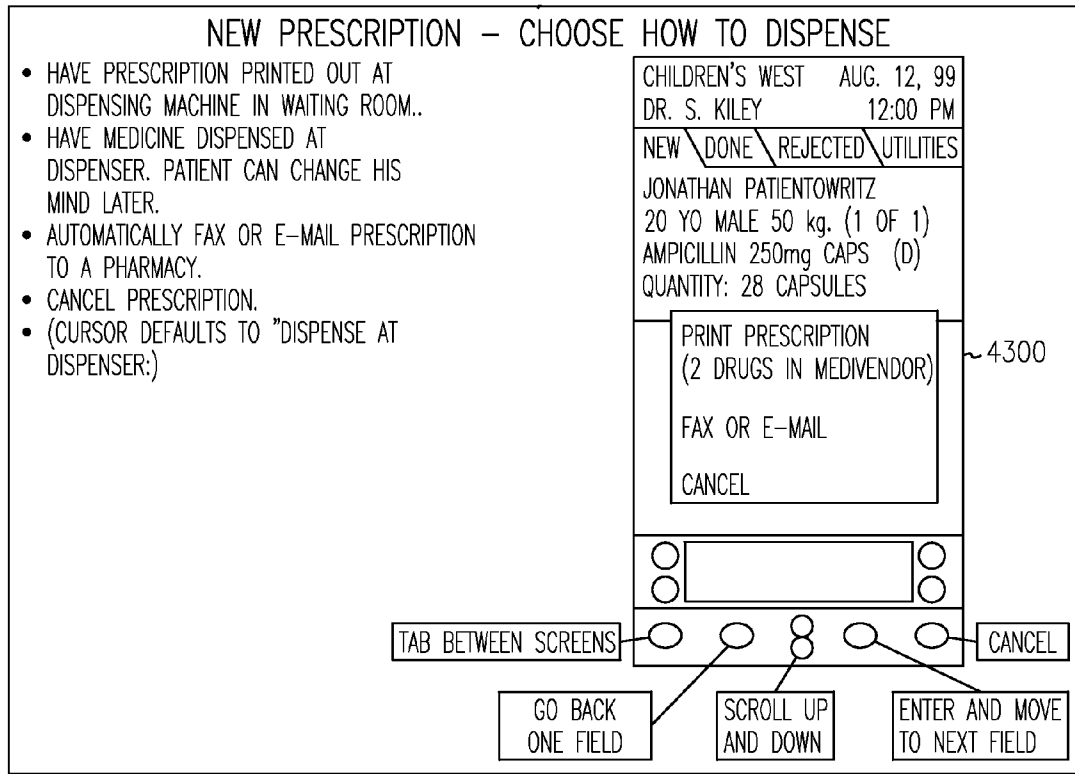 NEW PRESCRIPTION – CHOOSE HOW TO DISPENSE
• HAVE PRESCRIPTION PRINTED OUT AT
DISPENSING MACHINE IN WAITING ROOM..
• HAVE MEDICINE DISPENSED AT
DISPENSER. PATIENT CAN CHANGE HIS
MIND LATER.
• AUTOMATICALLY FAX OR E–MAIL PRESCRIPTION
TO A PHARMACY.
• CANCEL PRESCRIPTION.
• (CURSOR DEFAULTS TO "DISPENSE AT
DISPENSER:)
CHILDREN'S WEST AUG. 12, 99
DR. S. KILEY 12:00 PM
NEW DONE REJECTED UTILITIES
JONATHAN PATIENTOWRITZ
20 YO MALE 50 kg. (1 OF 1)
AMPICILLIN 250mg CAPS (D)
QUANTITY: 28 CAPSULES
PRINT PRESCRIPTION
(2 DRUGS IN MEDIVENDOR)
FAX OR E–MAIL
CANCEL
4300
TAB BETWEEN SCREENS
CANCEL
GO BACK
ONE FIELD
SCROLL UP
AND DOWN
ENTER AND MOVE
TO NEXT FIELD